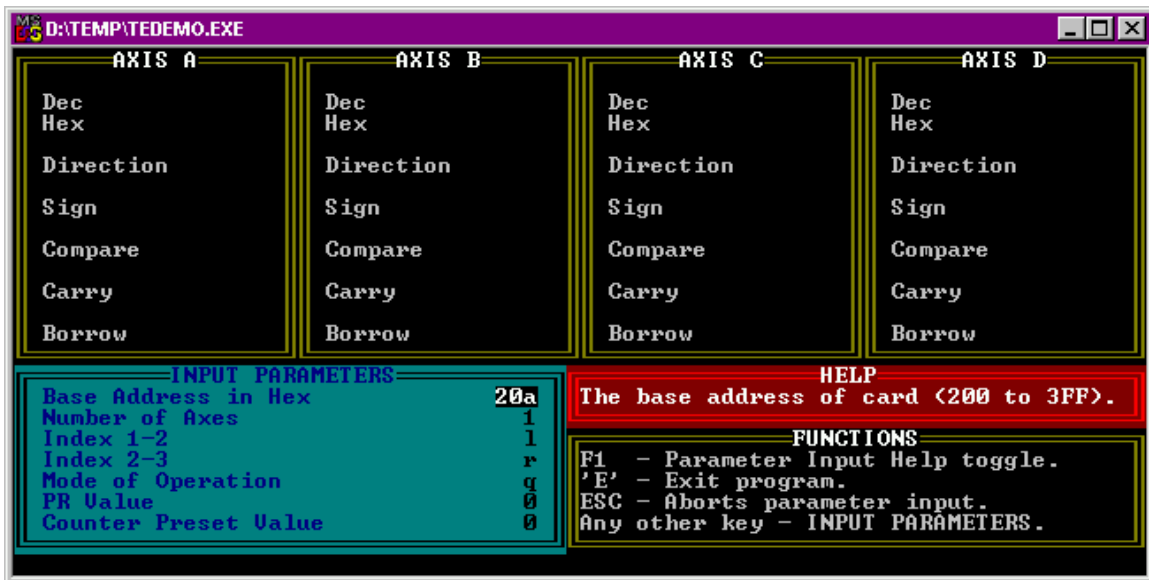 MS DOS D:\TEMP\TEDEMO.EXE
AXIS A
Dec
Hex
Direction
Sign
Compare
Carry
Borrow
AXIS B
Dec
Hex
Direction
Sign
Compare
Carry
Borrow
AXIS C
Dec
Hex
Direction
Sign
Compare
Carry
Borrow
AXIS D
Dec
Hex
Direction
Sign
Compare
Carry
Borrow
INPUT PARAMETERS
Base Address in Hex 20a
Number of Axes 1
Index 1-2 l
Index 2-3 r
Mode of Operation q
PR Value 0
Counter Preset Value 0
HELP
The base address of card (200 to 3FF).
FUNCTIONS
F1 - Parameter Input Help toggle.
'E' - Exit program.
ESC - Aborts parameter input.
Any other key - INPUT PARAMETERS.